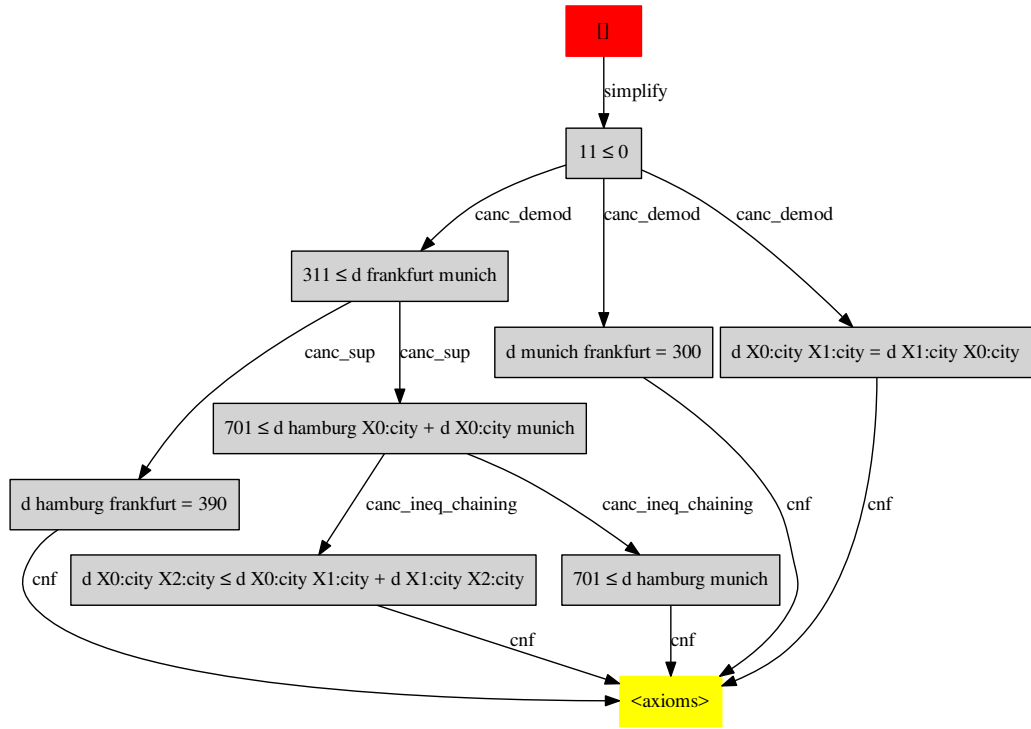 []
simplify
11 ≤ 0
canc_demod
canc_demod
canc_demod
311 ≤ d frankfurt munich
canc_sup
canc_sup
d munich frankfurt = 300
d X0:city X1:city = d X1:city X0:city
701 ≤ d hamburg X0:city + d X0:city munich
d hamburg frankfurt = 390
canc_ineq_chaining
canc_ineq_chaining
cnf
cnf
cnf
d X0:city X2:city ≤ d X0:city X1:city + d X1:city X2:city
701 ≤ d hamburg munich
cnf
cnf
<axioms>